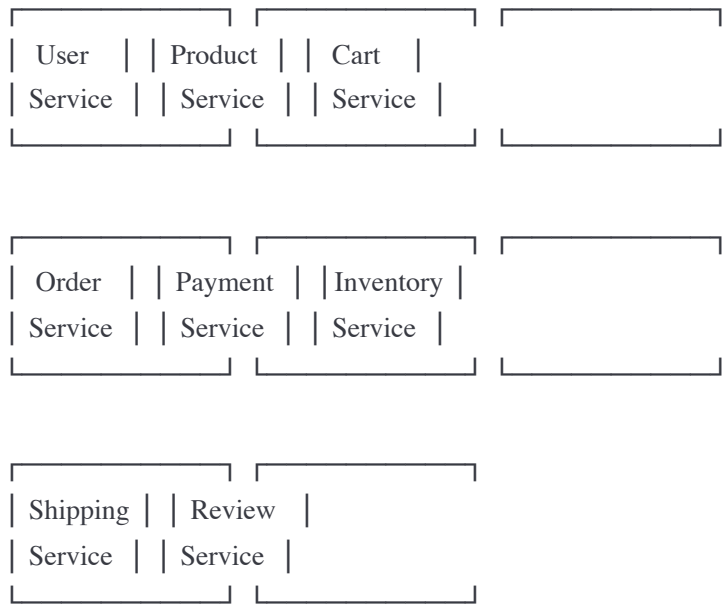 User Product Cart
Service Service Service
Order Payment Inventory
Service Service Service
Shipping Review
Service Service